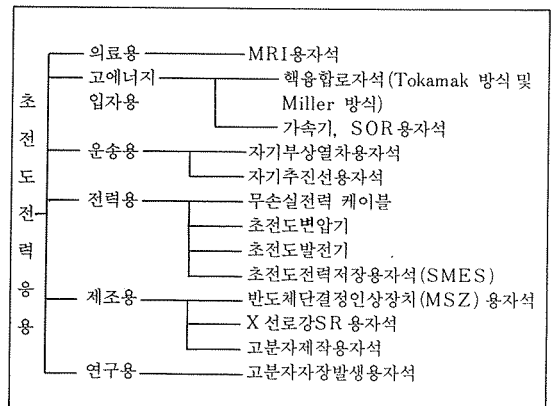 초전도전력응용
의료용 MRI용자석
고에너지 핵융합로자석(Tokamak 방식 및
입자용 Miller 방식)
가속기, SOR용자석
운송용 자기부상열차용자석
자기추진선용자석
전력용 무손실전력 케이블
초전도변압기
초전도발전기
초전도전력저장용자석(SMES)
제조용 반도체단결정인상장치(MSZ) 용자석
X선로강SR 용자석
고분자제작용자석
연구용 고분자자장발생용자석